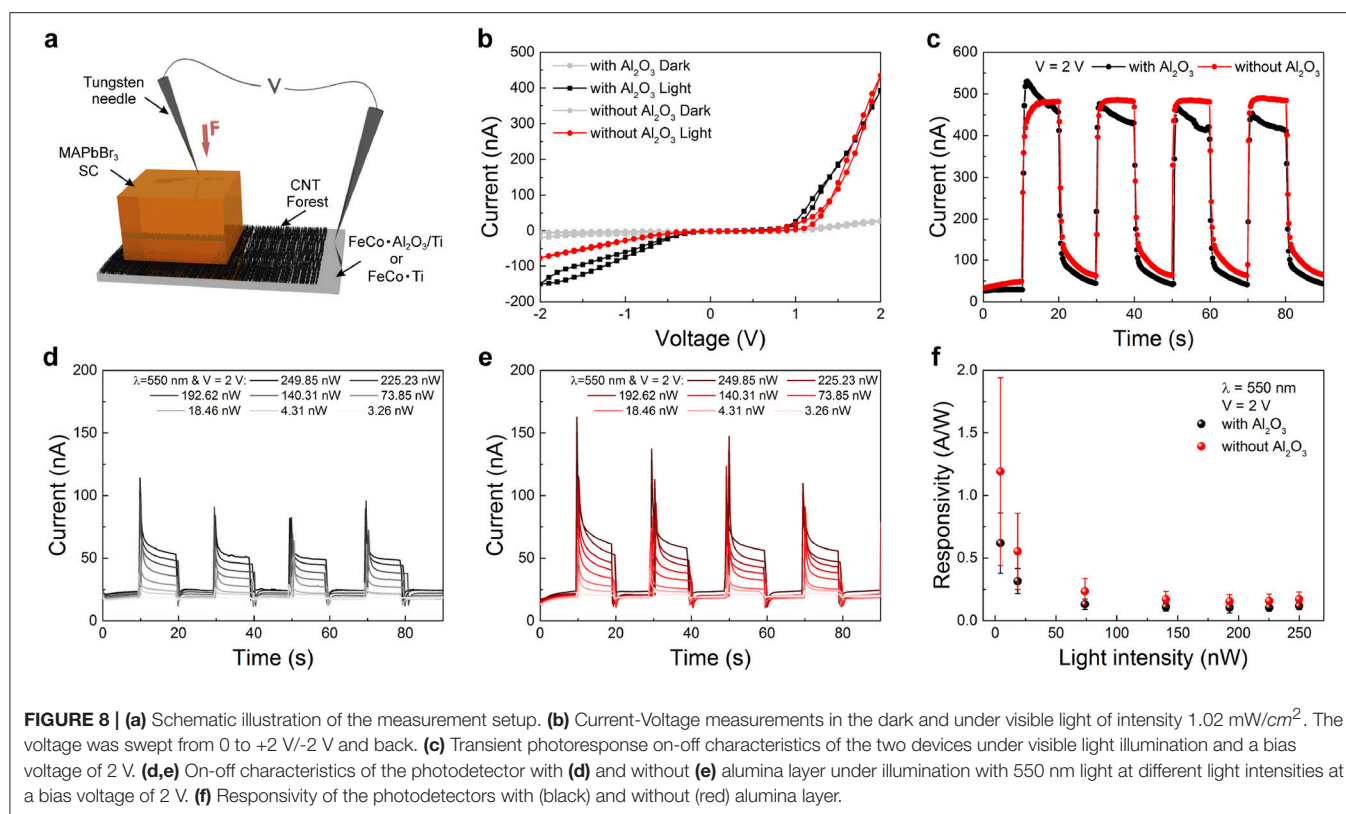 a
Tungsten
needle
V
F
MAPbBr₃
SC
CNT
Forest
FeCo·Al₂O₃/Ti
or
FeCo·Ti
b
500
400
300
200
100
0
-100
-200
-2
-1
0
1
2
Current (nA)
Voltage (V)
with Al₂O₃ Dark
with Al₂O₃ Light
without Al₂O₃ Dark
without Al₂O₃ Light
c
600
500
400
300
200
100
0
0
20
40
60
80
Current (nA)
Time (s)
V = 2 V
with Al₂O₃
without Al₂O₃
d
200
150
100
50
0
0
20
40
60
80
Current (nA)
Time (s)
λ=550 nm & V = 2 V: 249.85 nW 225.23 nW
192.62 nW 140.31 nW 73.85 nW
18.46 nW 4.31 nW 3.26 nW
e
200
150
100
50
0
0
20
40
60
80
Current (nA)
Time (s)
λ=550 nm & V = 2 V: 249.85 nW 225.23 nW
192.62 nW 140.31 nW 73.85 nW
18.46 nW 4.31 nW 3.26 nW
f
2.0
1.5
1.0
0.5
0.0
0
50
100
150
200
250
Responsivity (A/W)
Light intensity (nW)
λ = 550 nm
V = 2 V
with Al₂O₃
without Al₂O₃
FIGURE 8 | (a) Schematic illustration of the measurement setup. (b) Current-Voltage measurements in the dark and under visible light of intensity 1.02 mW/cm². The
voltage was swept from 0 to +2 V/-2 V and back. (c) Transient photoresponse on-off characteristics of the two devices under visible light illumination and a bias
voltage of 2 V. (d,e) On-off characteristics of the photodetector with (d) and without (e) alumina layer under illumination with 550 nm light at different light intensities at
a bias voltage of 2 V. (f) Responsivity of the photodetectors with (black) and without (red) alumina layer.